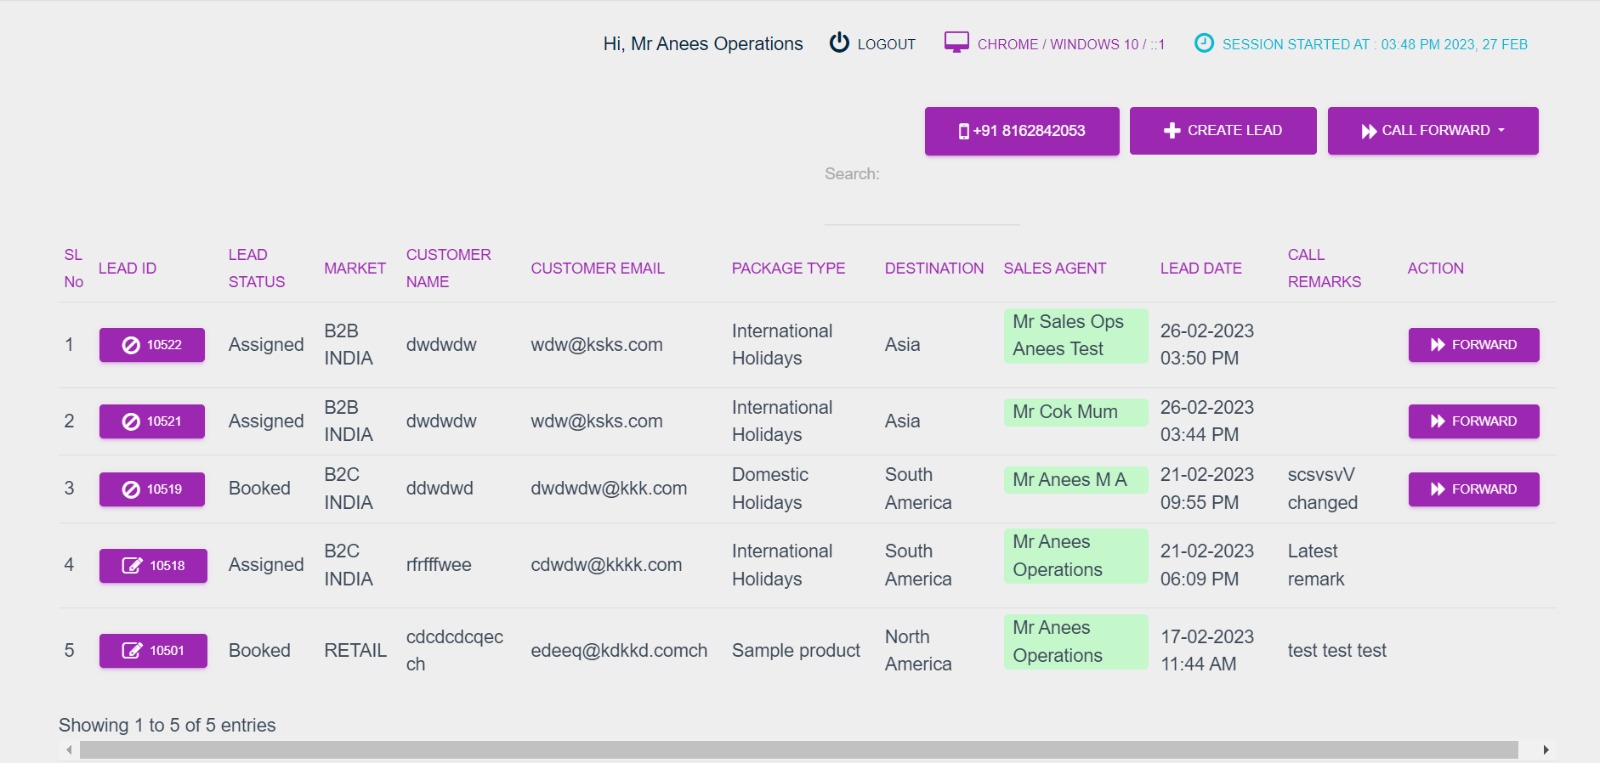 Hi, Mr Anees Operations LOGOUT CHROME / WINDOWS 10 / ::1 SESSION STARTED AT : 03:48 PM 2023, 27 FEB
+91 8162842053 CREATE LEAD CALL FORWARD
Search:
SL No LEAD ID LEAD STATUS MARKET CUSTOMER NAME CUSTOMER EMAIL PACKAGE TYPE DESTINATION SALES AGENT LEAD DATE CALL REMARKS ACTION
1 10522 Assigned B2B INDIA dwdwdw wdw@ksks.com International Holidays Asia Mr Sales Ops Anees Test 26-02-2023 03:50 PM FORWARD
2 10521 Assigned B2B INDIA dwdwdw wdw@ksks.com International Holidays Asia Mr Cok Mum 26-02-2023 03:44 PM FORWARD
3 10519 Booked B2C INDIA ddwdwd dwdwdw@kkk.com Domestic Holidays South America Mr Anees M A 21-02-2023 09:55 PM scsvsvV changed FORWARD
4 10518 Assigned B2C INDIA rfrfffwee cdwdw@kkkk.com International Holidays South America Mr Anees Operations 21-02-2023 06:09 PM Latest remark
5 10501 Booked RETAIL cdcdcdcqec ch edeeq@kdkkd.comch Sample product North America Mr Anees Operations 17-02-2023 11:44 AM test test test
Showing 1 to 5 of 5 entries